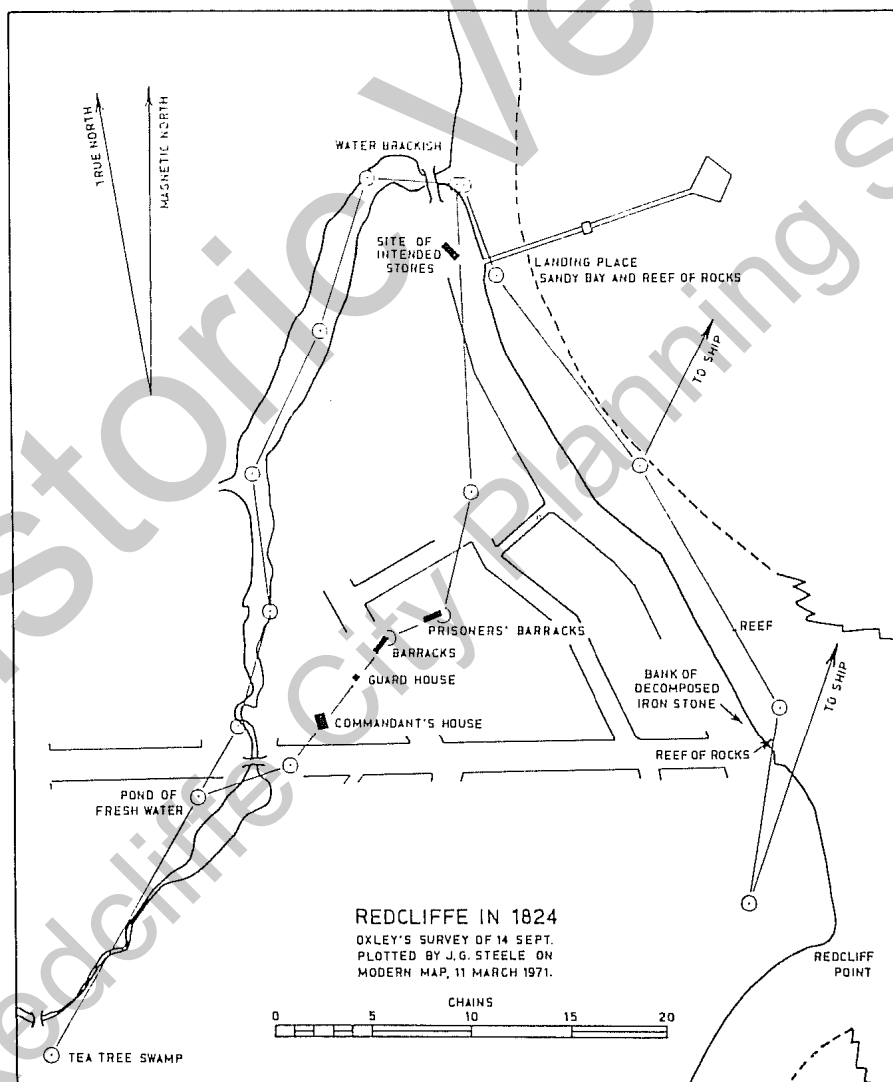 TRUE NORTH
MAGNETIC NORTH
WATER BRACKISH
SITE OF
INTENDED
STORES
LANDING PLACE
SANDY BAY AND REEF OF ROCKS
TO SHIP
PRISONERS' BARRACKS
BARRACKS
GUARD HOUSE
COMMANDANT'S HOUSE
REEF
BANK OF
DECOMPOSED
IRON STONE
TO SHIP
REEF OF ROCKS
POND OF
FRESH WATER
REDCLIFFE IN 1824
OXLEY'S SURVEY OF 14 SEPT.
PLOTTED BY J.G. STEELE ON
MODERN MAP, 11 MARCH 1971.
REDCLIFF
POINT
CHAINS
0 5 10 15 20
TEA TREE SWAMP
Redcliffe City Planning